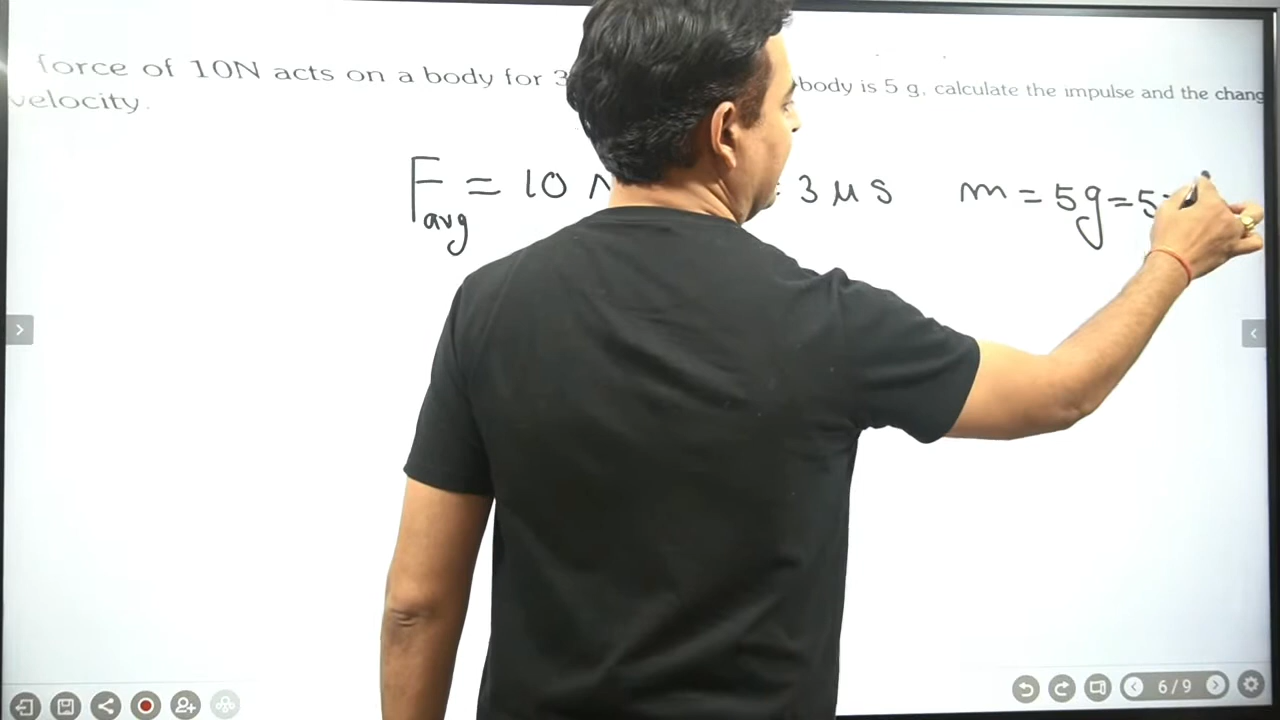 force of 10N acts on a body for 3 body is 5 g, calculate the impulse and the chang
velocity.
F = 10 N : 3 μs m = 5g = 5
avg
6/9